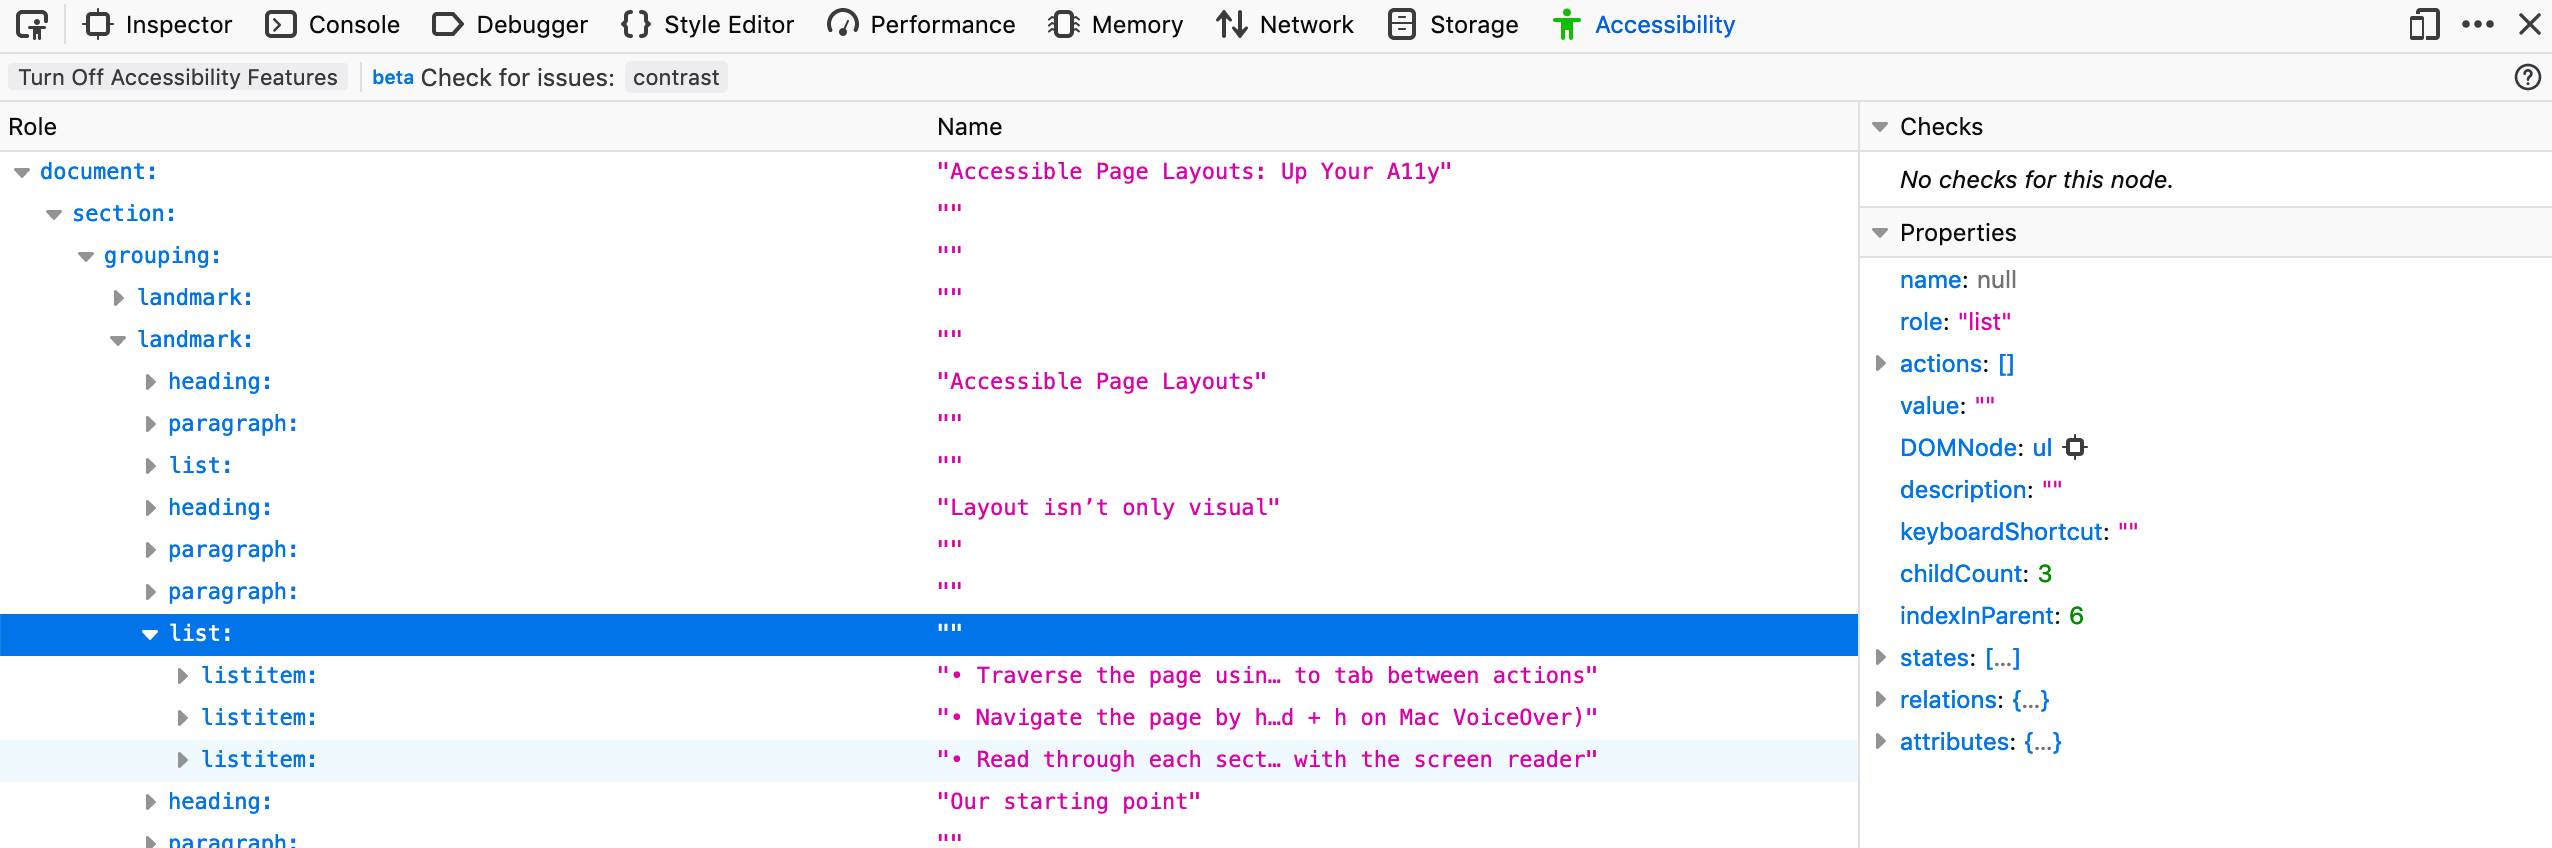 Inspector Console Debugger Style Editor Performance Memory Network Storage Accessibility
Turn Off Accessibility Features beta Check for issues: contrast
Role Name
document: "Accessible Page Layouts: Up Your A11y"
section: ""
grouping: ""
landmark: ""
landmark: ""
heading: "Accessible Page Layouts"
paragraph: ""
list: ""
heading: "Layout isn’t only visual"
paragraph: ""
paragraph: ""
list: ""
listitem: "• Traverse the page usin… to tab between actions"
listitem: "• Navigate the page by h…d + h on Mac VoiceOver)"
listitem: "• Read through each sect… with the screen reader"
heading: "Our starting point"
paragraph: ""
Checks
No checks for this node.
Properties
name: null
role: "list"
actions: []
value: ""
DOMNode: ul
description: ""
keyboardShortcut: ""
childCount: 3
indexInParent: 6
states: […]
relations: {…}
attributes: {…}